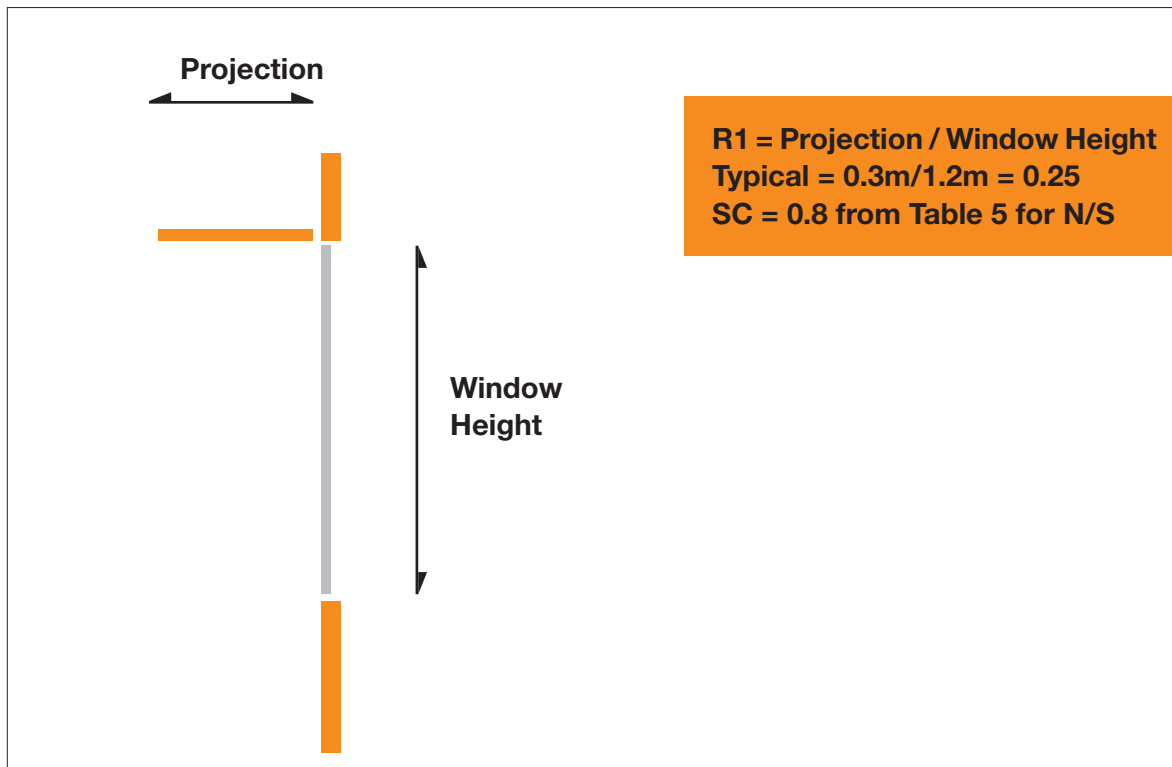 Projection
R1 = Projection / Window Height
Typical = 0.3m/1.2m = 0.25
SC = 0.8 from Table 5 for N/S
Window
Height